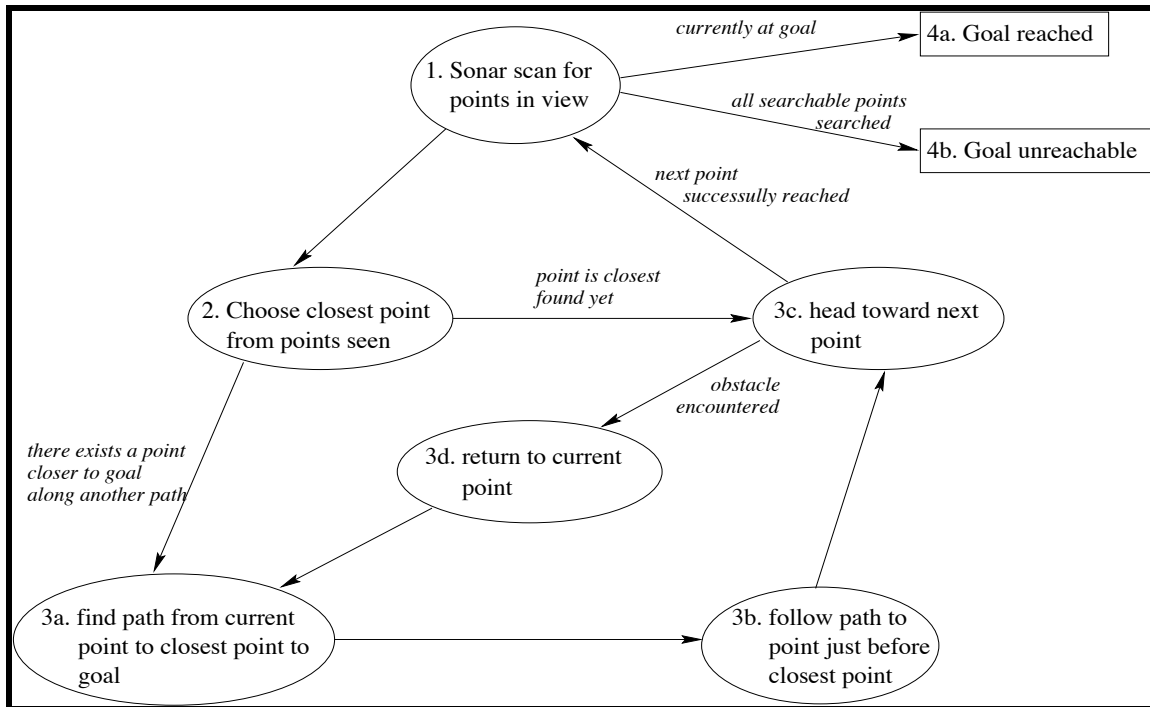 currently at goal
4a. Goal reached
1. Sonar scan for
points in view
all searchable points
searched
4b. Goal unreachable
next point
successully reached
point is closest
found yet
2. Choose closest point
from points seen
3c. head toward next
point
obstacle
encountered
there exists a point
closer to goal
along another path
3d. return to current
point
3a. find path from current
point to closest point to
goal
3b. follow path to
point just before
closest point